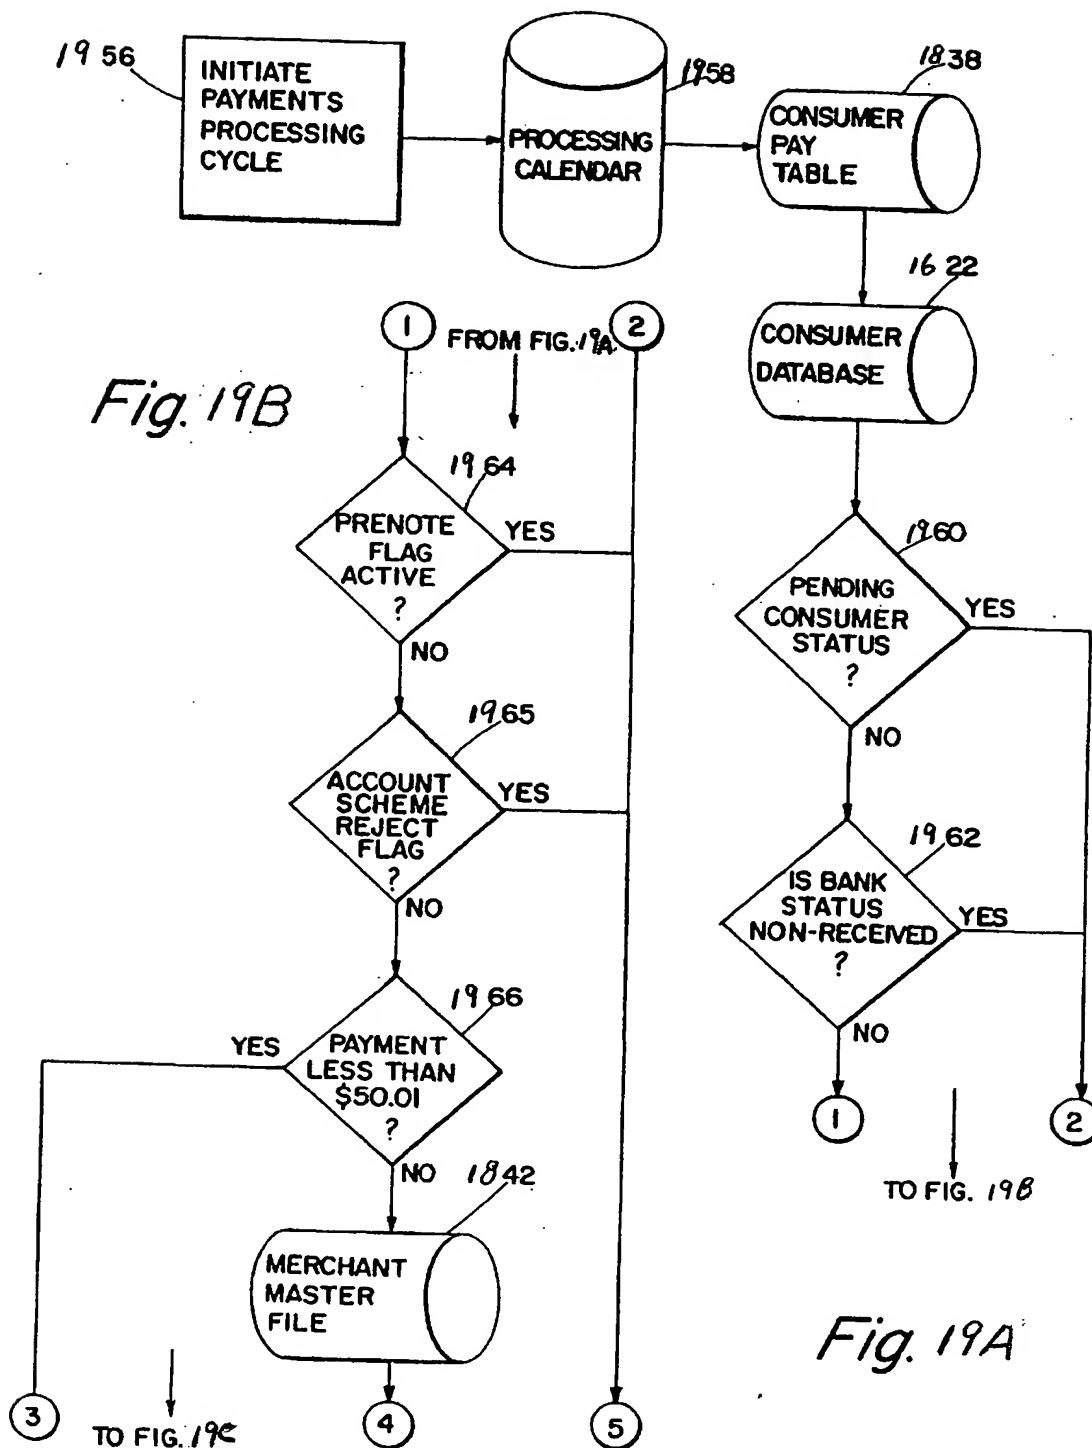 1956
INITIATE
PAYMENTS
PROCESSING
CYCLE
1958
PROCESSING
CALENDAR
1838
CONSUMER
PAY
TABLE
1622
CONSUMER
DATABASE
1960
PENDING
CONSUMER
STATUS
?
YES
NO
1962
IS BANK
STATUS
NON-RECEIVED
?
YES
NO
1
2
TO FIG. 19B
Fig. 19A
Fig. 19B
1
FROM FIG. 19A
2
1964
PRENOTE
FLAG
ACTIVE
?
YES
NO
1965
ACCOUNT
SCHEME
REJECT
FLAG
?
YES
NO
1966
YES
PAYMENT
LESS THAN
$50.01
?
NO
1842
MERCHANT
MASTER
FILE
3
TO FIG. 19C
4
5